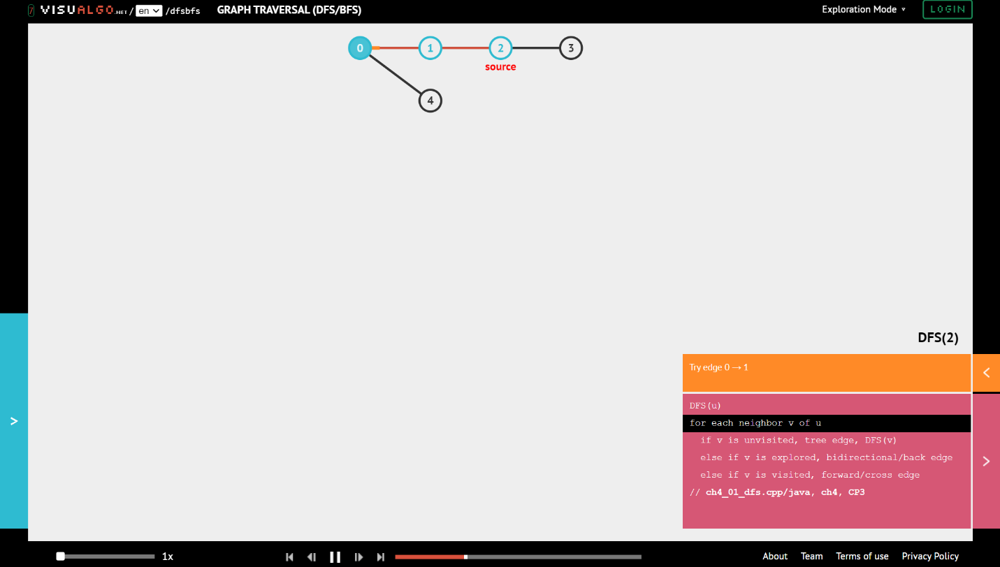 7 VISUALGO.NET / en /dfsbfs GRAPH TRAVERSAL (DFS/BFS) Exploration Mode ▾ LOGIN
0 1 2 3
source
4
DFS(2)
Try edge 0 → 1
<
DFS(u)
for each neighbor v of u
>
if v is unvisited, tree edge, DFS(v)
else if v is explored, bidirectional/back edge
>
else if v is visited, forward/cross edge
// ch4_01_dfs.cpp/java, ch4, CP3
1x About Team Terms of use Privacy Policy